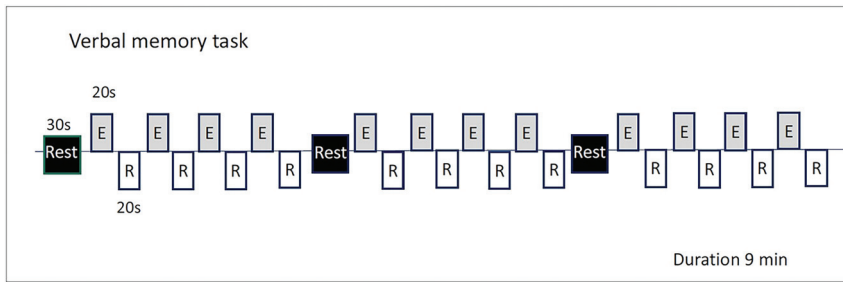 Verbal memory task
20s
30s
E E E E E E E E E E E E
Rest Rest Rest
R R R R R R R R R R R R
20s
Duration 9 min